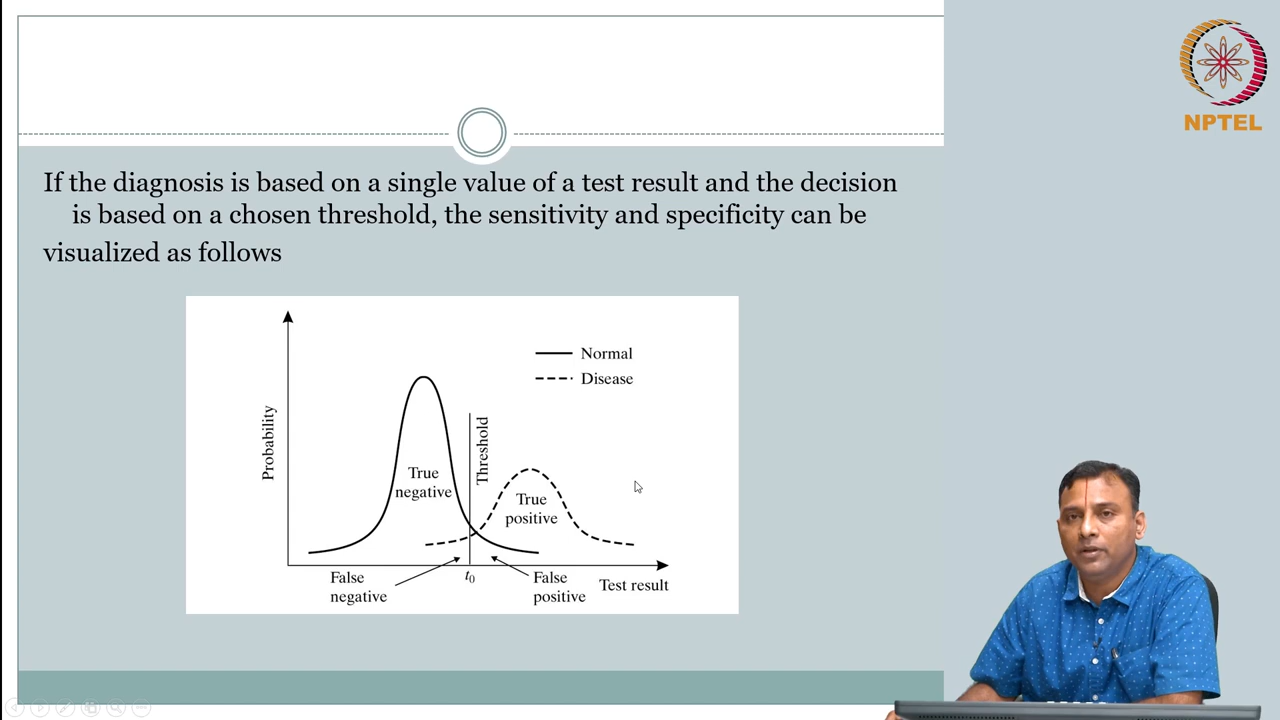 NPTEL
If the diagnosis is based on a single value of a test result and the decision
is based on a chosen threshold, the sensitivity and specificity can be
visualized as follows
Normal
Disease
Probability
Threshold
True
negative
True
positive
False
negative
t0
False
positive
Test result